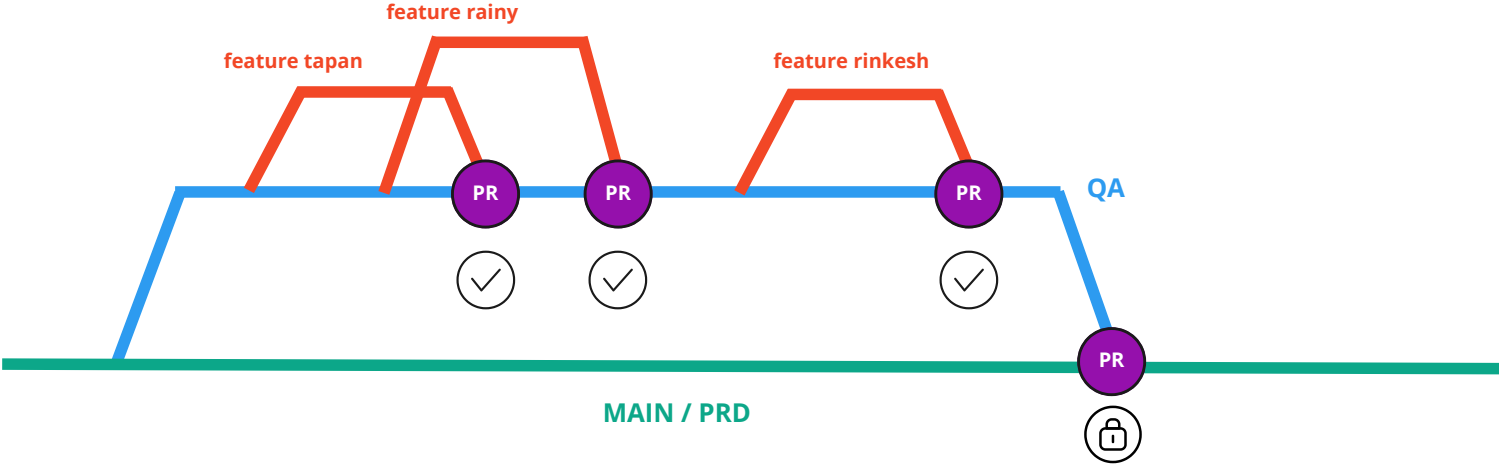 feature rainy
feature tapan
feature rinkesh
PR
PR
PR
QA
PR
MAIN / PRD